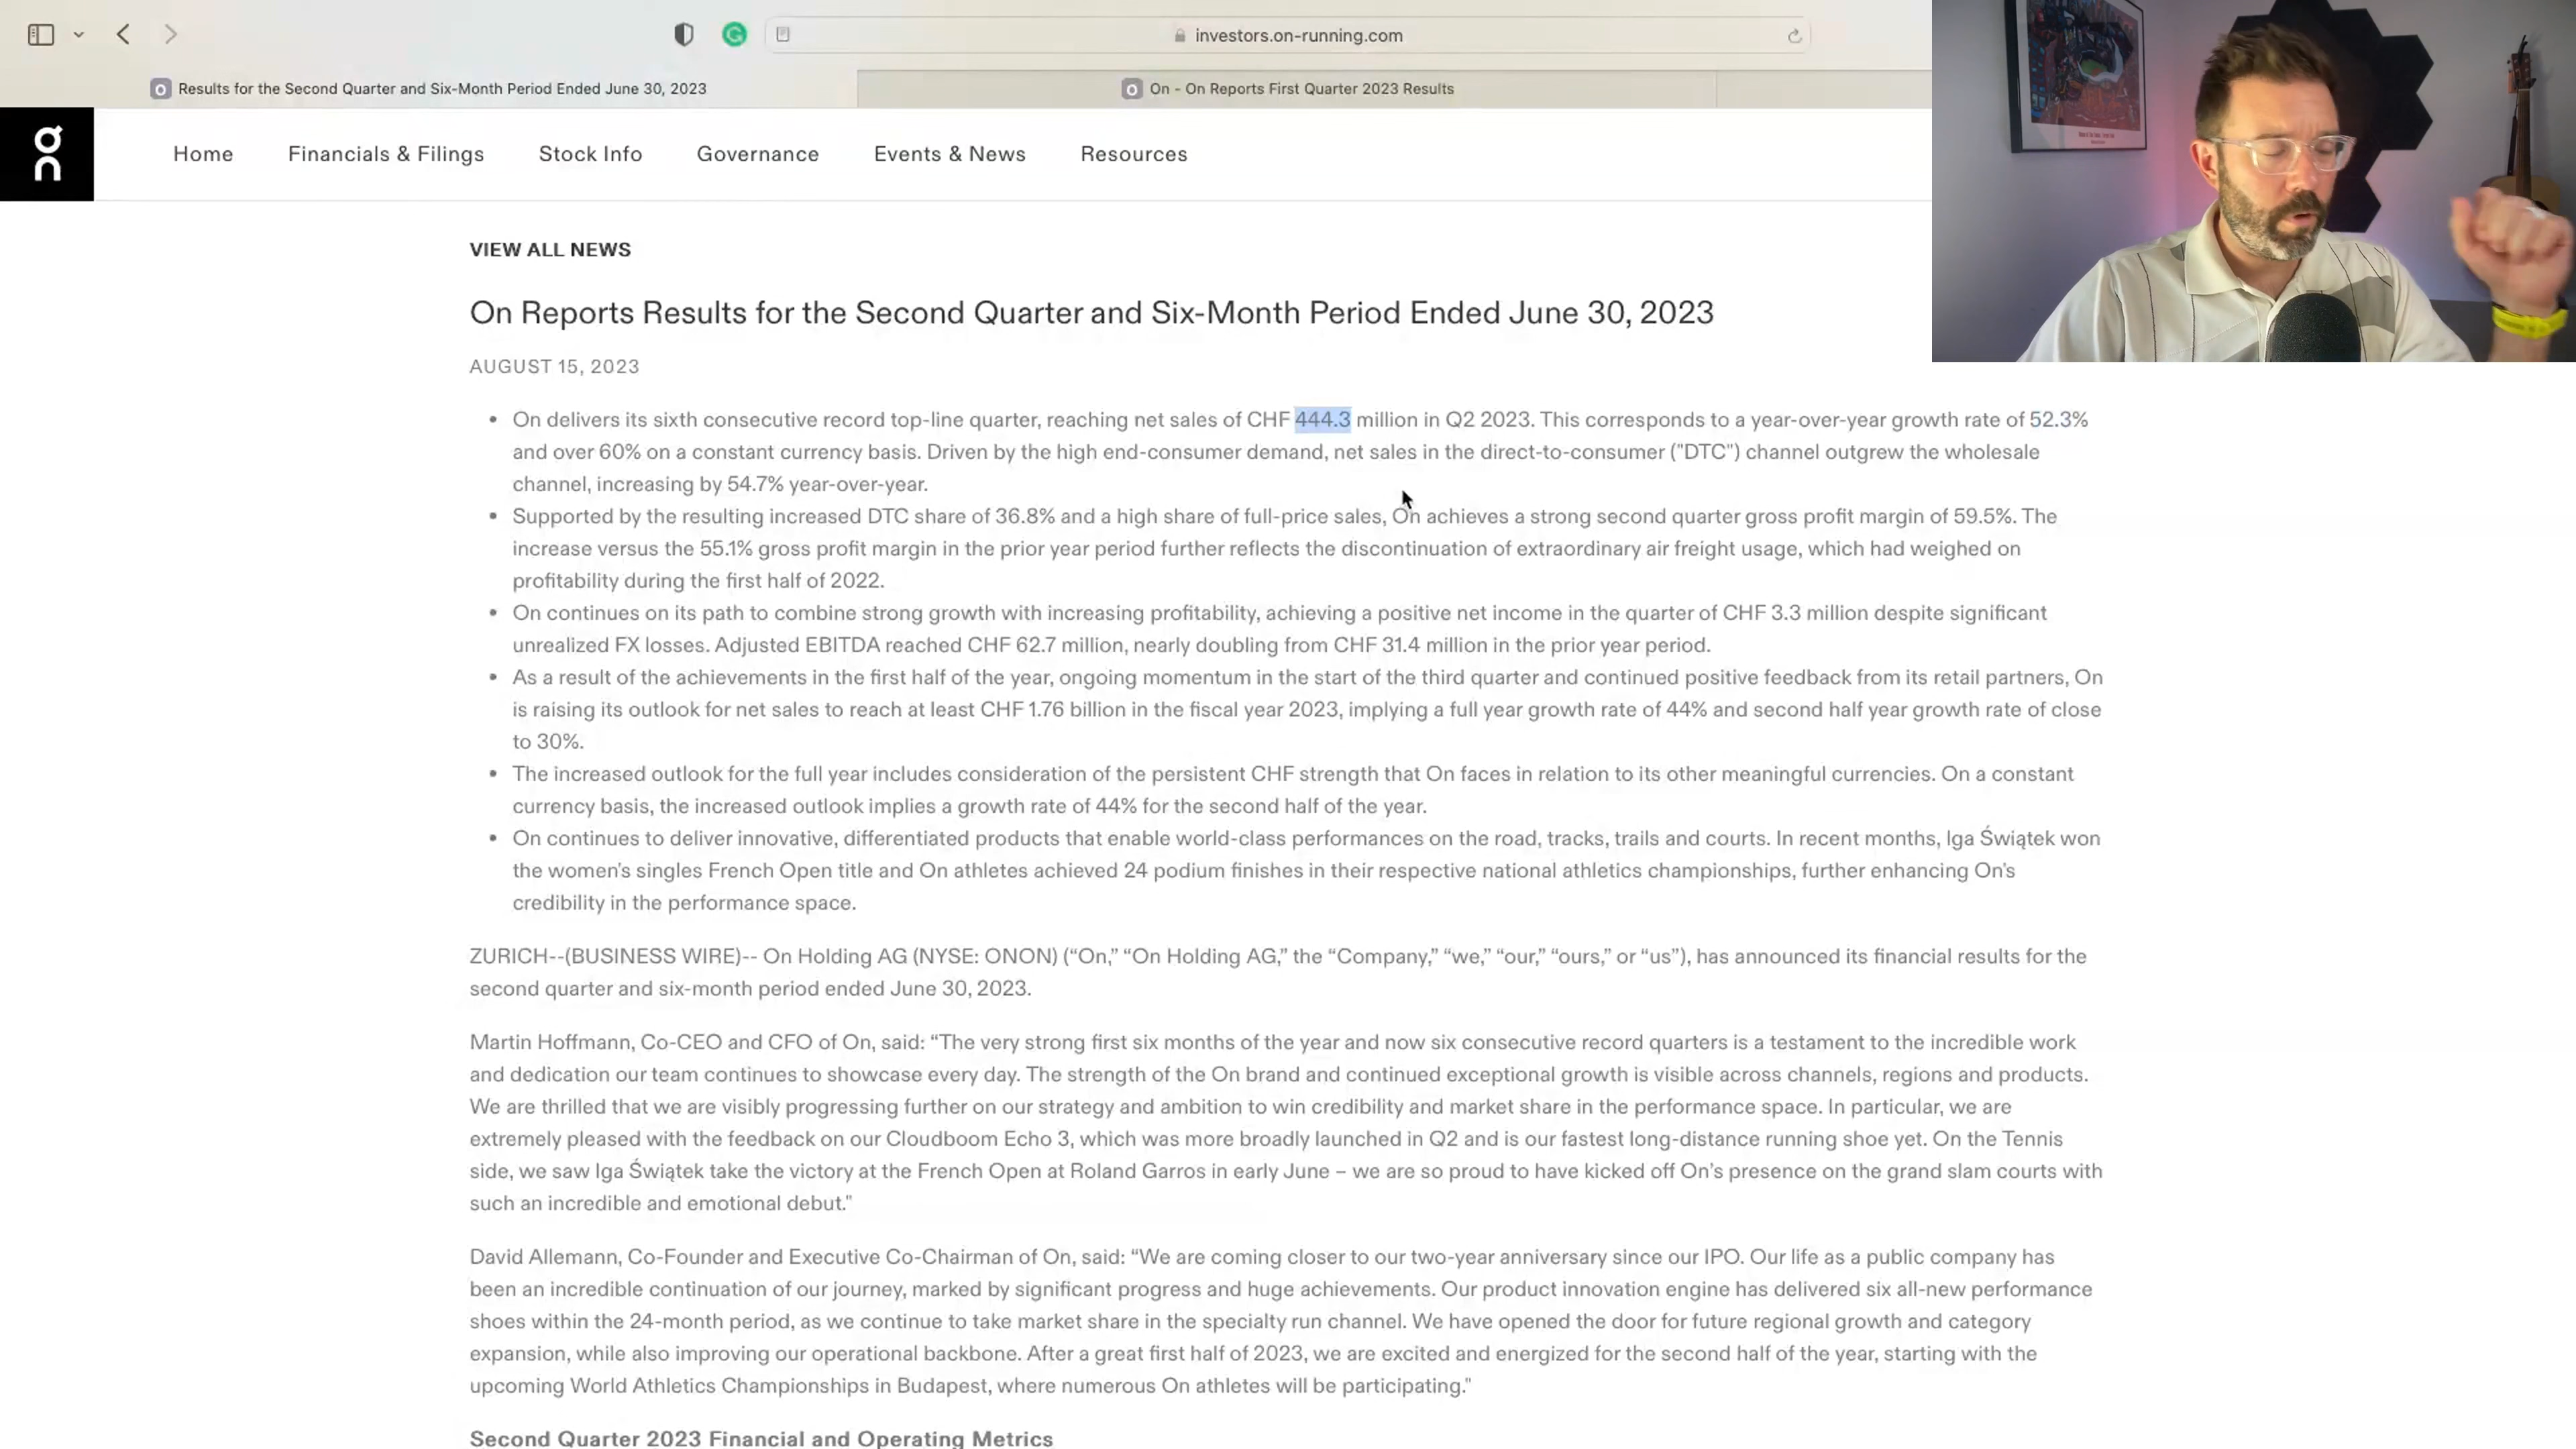 investors.on-running.com
Results for the Second Quarter and Six-Month Period Ended June 30, 2023
On - On Reports First Quarter 2023 Results
on
Home Financials & Filings Stock Info Governance Events & News Resources
VIEW ALL NEWS
On Reports Results for the Second Quarter and Six-Month Period Ended June 30, 2023
AUGUST 15, 2023
• On delivers its sixth consecutive record top-line quarter, reaching net sales of CHF 444.3 million in Q2 2023. This corresponds to a year-over-year growth rate of 52.3%
and over 60% on a constant currency basis. Driven by the high end-consumer demand, net sales in the direct-to-consumer ("DTC") channel outgrew the wholesale
channel, increasing by 54.7% year-over-year.
• Supported by the resulting increased DTC share of 36.8% and a high share of full-price sales, On achieves a strong second quarter gross profit margin of 59.5%. The
increase versus the 55.1% gross profit margin in the prior year period further reflects the discontinuation of extraordinary air freight usage, which had weighed on
profitability during the first half of 2022.
• On continues on its path to combine strong growth with increasing profitability, achieving a positive net income in the quarter of CHF 3.3 million despite significant
unrealized FX losses. Adjusted EBITDA reached CHF 62.7 million, nearly doubling from CHF 31.4 million in the prior year period.
• As a result of the achievements in the first half of the year, ongoing momentum in the start of the third quarter and continued positive feedback from its retail partners, On
is raising its outlook for net sales to reach at least CHF 1.76 billion in the fiscal year 2023, implying a full year growth rate of 44% and second half year growth rate of close
to 30%.
• The increased outlook for the full year includes consideration of the persistent CHF strength that On faces in relation to its other meaningful currencies. On a constant
currency basis, the increased outlook implies a growth rate of 44% for the second half of the year.
• On continues to deliver innovative, differentiated products that enable world-class performances on the road, tracks, trails and courts. In recent months, Iga Świątek won
the women's singles French Open title and On athletes achieved 24 podium finishes in their respective national athletics championships, further enhancing On's
credibility in the performance space.
ZURICH--(BUSINESS WIRE)-- On Holding AG (NYSE: ONON) (“On,” “On Holding AG,” the “Company,” “we,” “our,” “ours,” or “us”), has announced its financial results for the
second quarter and six-month period ended June 30, 2023.
Martin Hoffmann, Co-CEO and CFO of On, said: “The very strong first six months of the year and now six consecutive record quarters is a testament to the incredible work
and dedication our team continues to showcase every day. The strength of the On brand and continued exceptional growth is visible across channels, regions and products.
We are thrilled that we are visibly progressing further on our strategy and ambition to win credibility and market share in the performance space. In particular, we are
extremely pleased with the feedback on our Cloudboom Echo 3, which was more broadly launched in Q2 and is our fastest long-distance running shoe yet. On the Tennis
side, we saw Iga Świątek take the victory at the French Open at Roland Garros in early June – we are so proud to have kicked off On's presence on the grand slam courts with
such an incredible and emotional debut."
David Allemann, Co-Founder and Executive Co-Chairman of On, said: “We are coming closer to our two-year anniversary since our IPO. Our life as a public company has
been an incredible continuation of our journey, marked by significant progress and huge achievements. Our product innovation engine has delivered six all-new performance
shoes within the 24-month period, as we continue to take market share in the specialty run channel. We have opened the door for future regional growth and category
expansion, while also improving our operational backbone. After a great first half of 2023, we are excited and energized for the second half of the year, starting with the
upcoming World Athletics Championships in Budapest, where numerous On athletes will be participating."
Second Quarter 2023 Financial and Operating Metrics